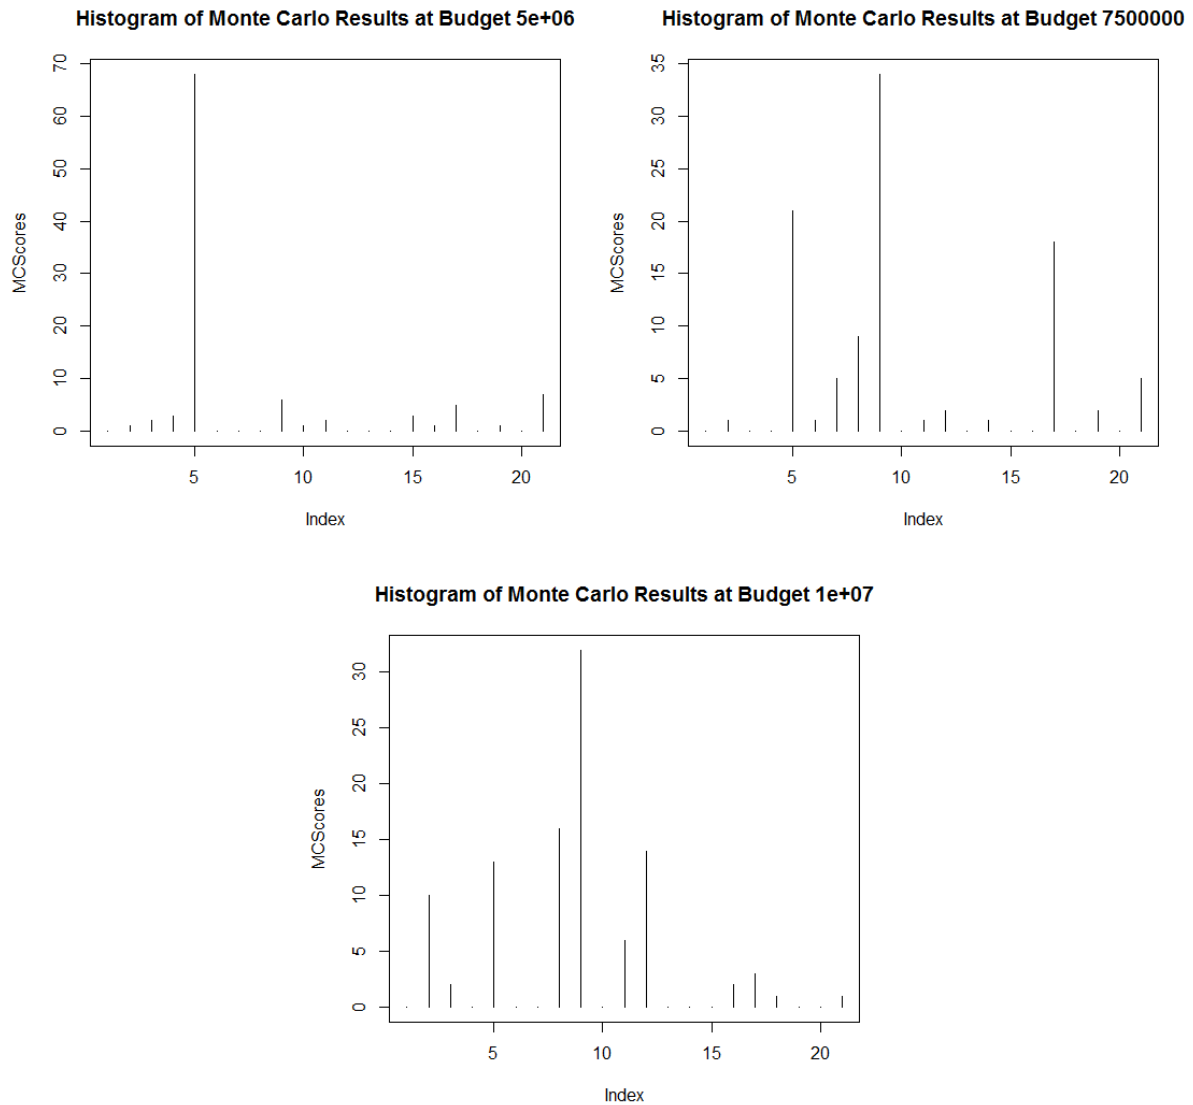 Histogram of Monte Carlo Results at Budget 5e+06
MCScores
70
60
50
40
30
20
10
0
5 10 15 20
Index
Histogram of Monte Carlo Results at Budget 7500000
MCScores
35
30
25
20
15
10
5
0
5 10 15 20
Index
Histogram of Monte Carlo Results at Budget 1e+07
MCScores
30
25
20
15
10
5
0
5 10 15 20
Index